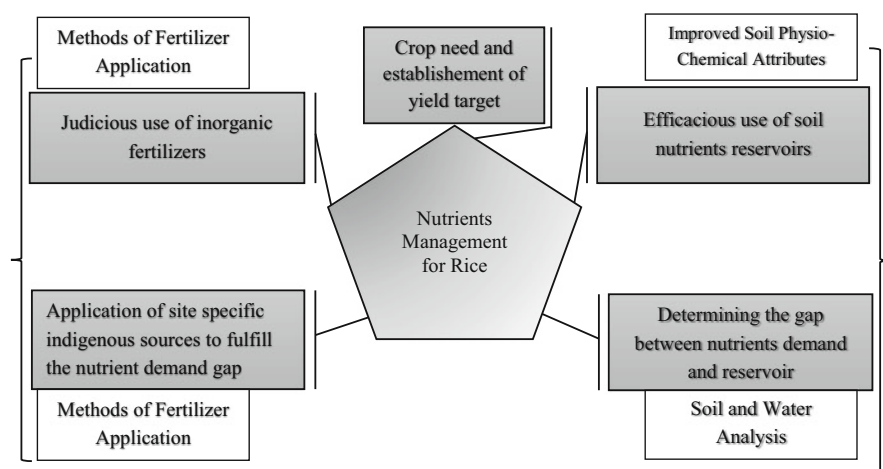 Methods of Fertilizer
Application
Judicious use of inorganic
fertilizers
Crop need and
establishement of
yield target
Improved Soil Physio-
Chemical Attributes
Efficacious use of soil
nutrients reservoirs
Nutrients
Management
for Rice
Application of site specific
indigenous sources to fulfill
the nutrient demand gap
Methods of Fertilizer
Application
Determining the gap
between nutrients demand
and reservoir
Soil and Water
Analysis